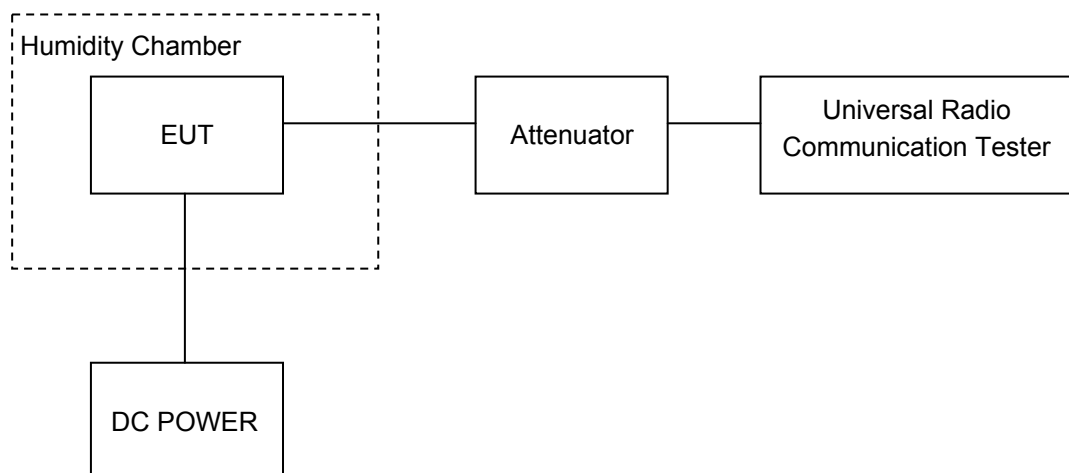 Humidity Chamber
EUT
Attenuator
Universal Radio
Communication Tester
DC POWER